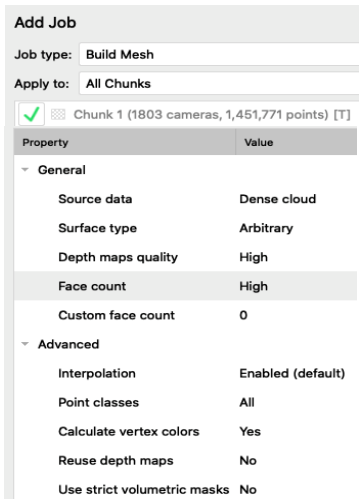 Add Job
Job type: Build Mesh
Apply to: All Chunks
Chunk 1 (1803 cameras, 1,451,771 points) [T]
Property Value
General
Source data Dense cloud
Surface type Arbitrary
Depth maps quality High
Face count High
Custom face count 0
Advanced
Interpolation Enabled (default)
Point classes All
Calculate vertex colors Yes
Reuse depth maps No
Use strict volumetric masks No